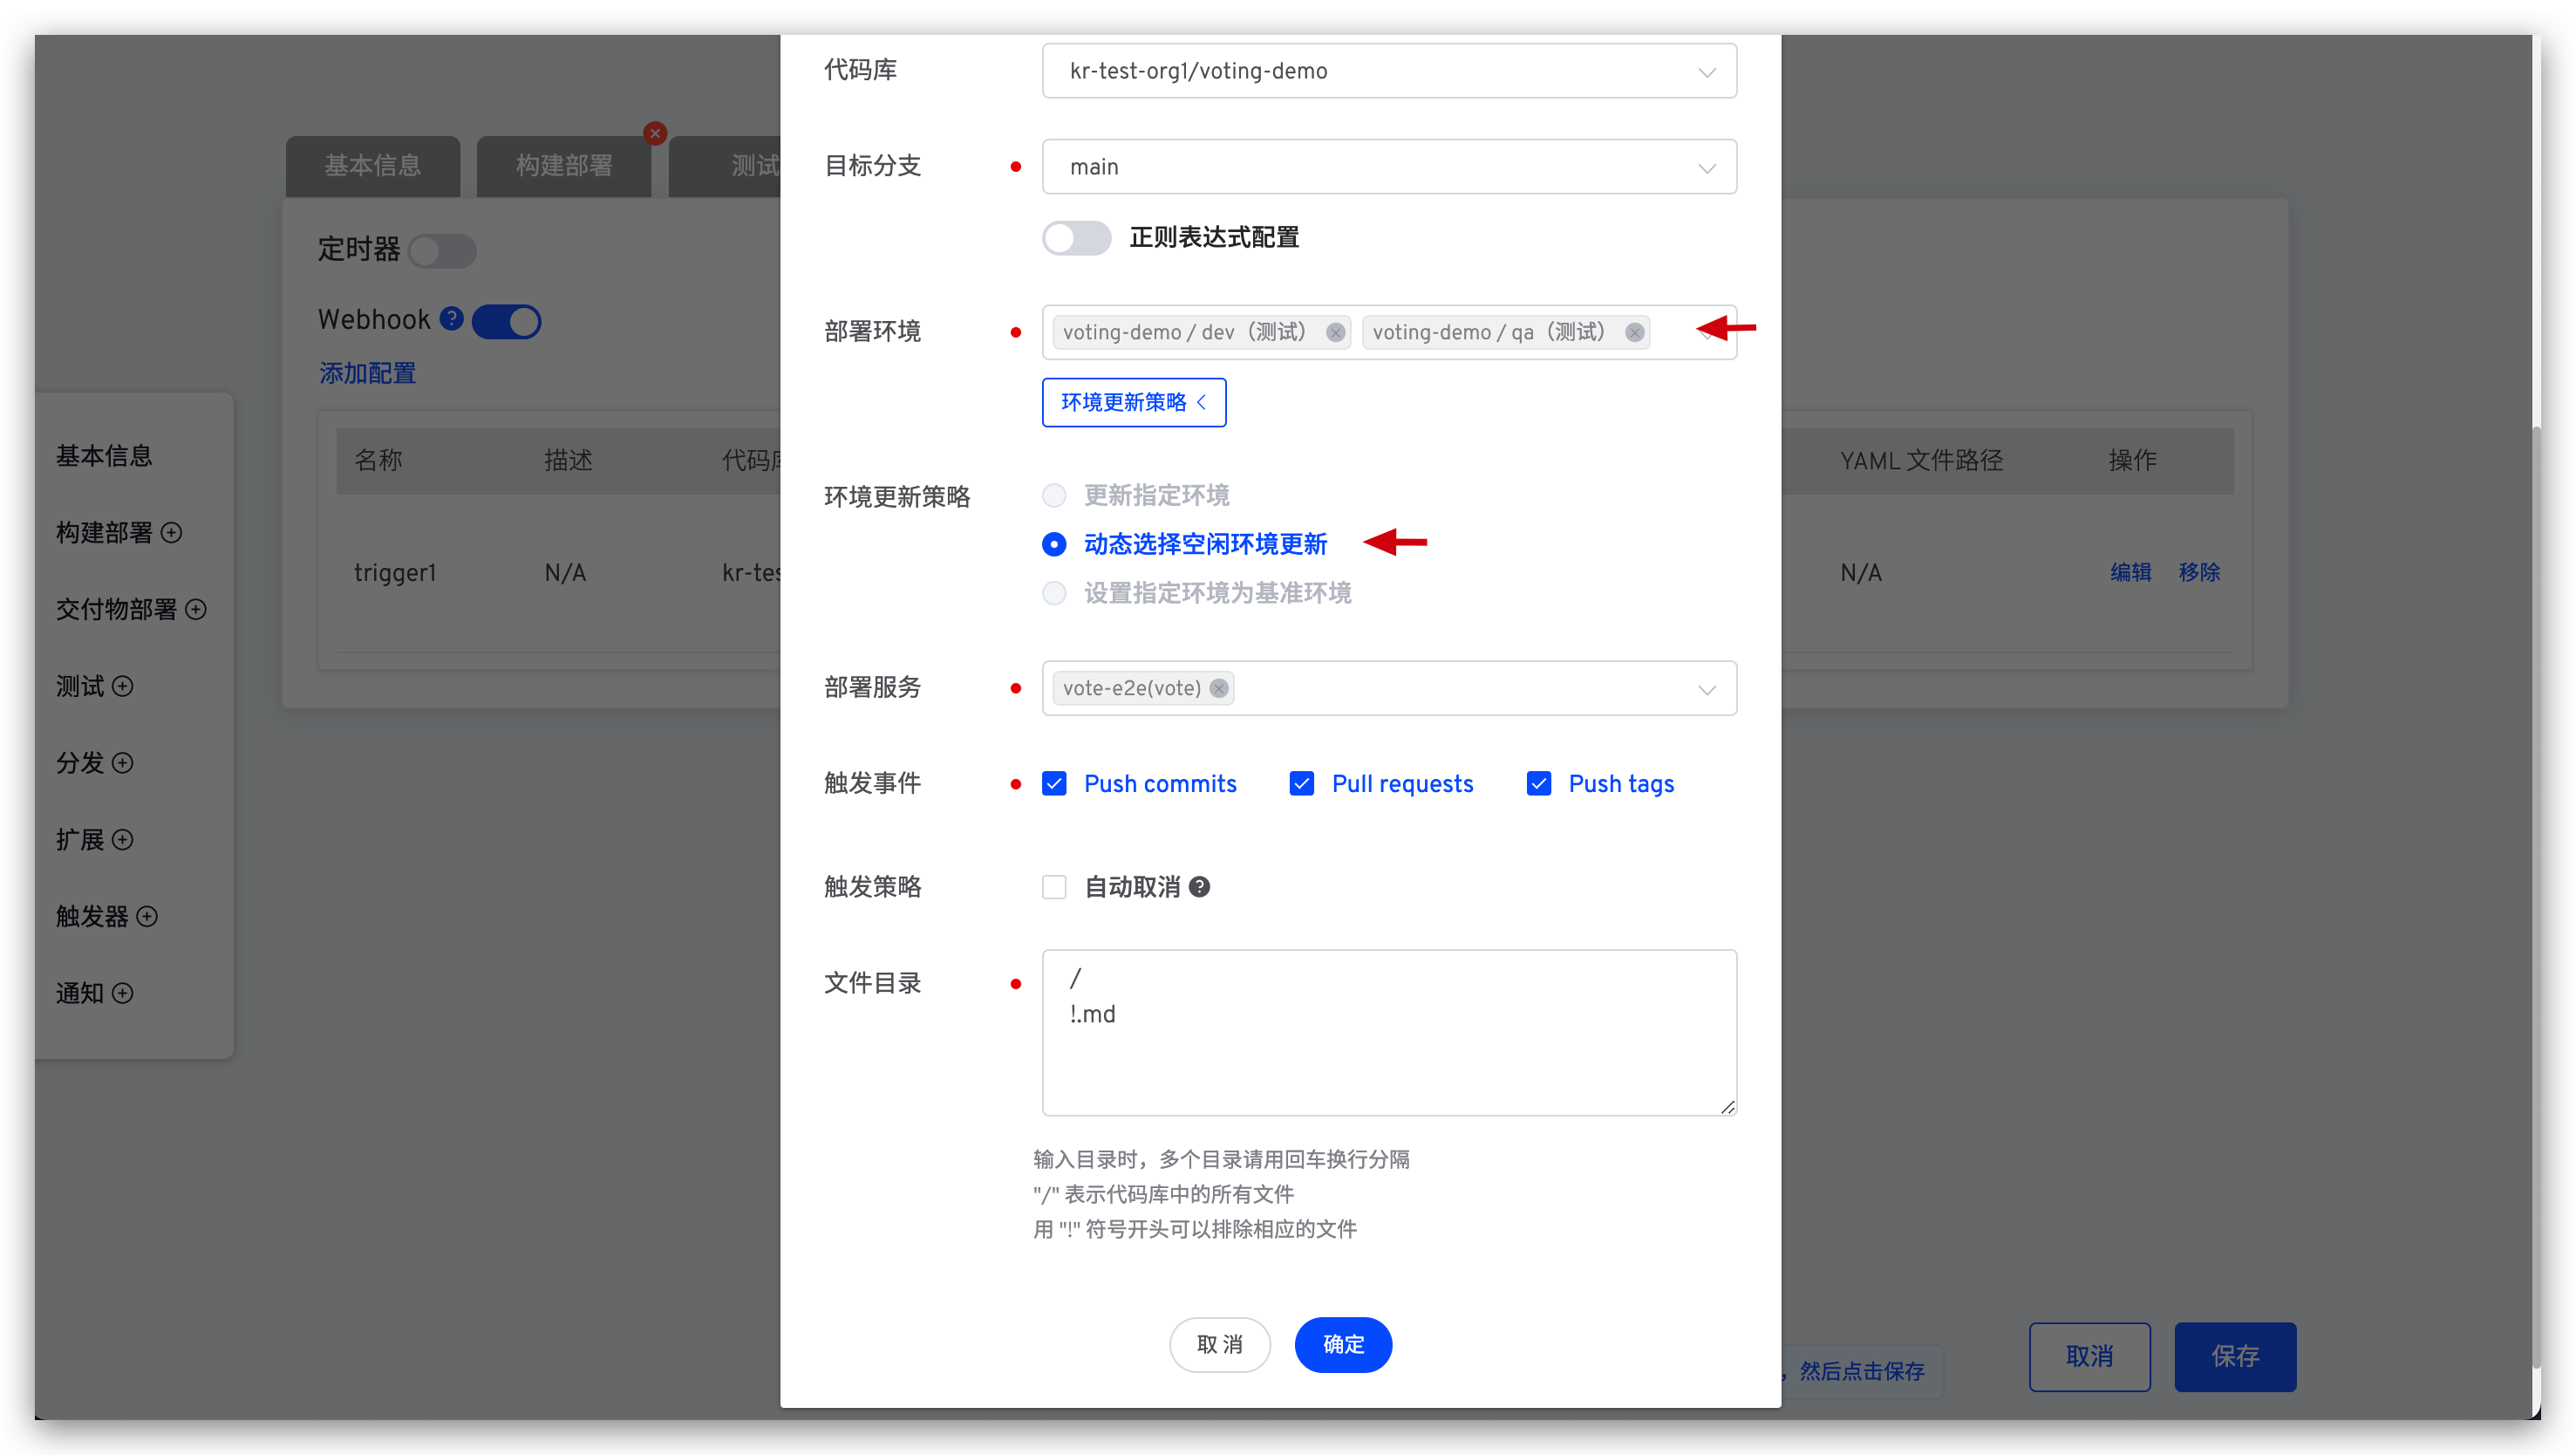 代码库
kr-test-org1/voting-demo
目标分支
main
正则表达式配置
部署环境
voting-demo / dev（测试）
voting-demo / qa（测试）
环境更新策略
环境更新策略
更新指定环境
动态选择空闲环境更新
设置指定环境为基准环境
部署服务
vote-e2e(vote)
触发事件
Push commits
Pull requests
Push tags
触发策略
自动取消
文件目录
/
!.md
输入目录时，多个目录请用回车换行分隔
"/" 表示代码库中的所有文件
用 "!" 符号开头可以排除相应的文件
取 消
确定
基本信息
构建部署
测试
定时器
Webhook
添加配置
名称
描述
代码
YAML 文件路径
操作
trigger1
N/A
kr-tes
N/A
编辑
移除
基本信息
构建部署
交付物部署
测试
分发
扩展
触发器
通知
，然后点击保存
取消
保存